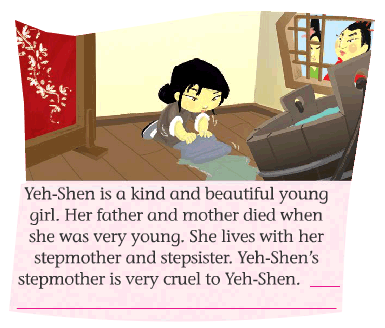 Yeh-Shen is a kind and beautiful young
girl. Her father and mother died when
she was very young. She lives with her
stepmother and stepsister. Yeh-Shen’s
stepmother is very cruel to Yeh-Shen.